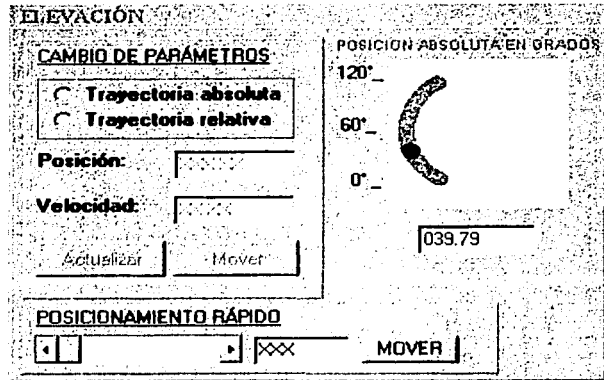 ELEVACIÓN
CAMBIO DE PARÁMETROS
Trayectoria absoluta
Trayectoria relativa
Posición:
Velocidad:
Actualizar Mover
POSICION ABSOLUTA EN GRADOS
120°_
60°_
0°_
039.79
POSICIONAMIENTO RÁPIDO
XXX MOVER